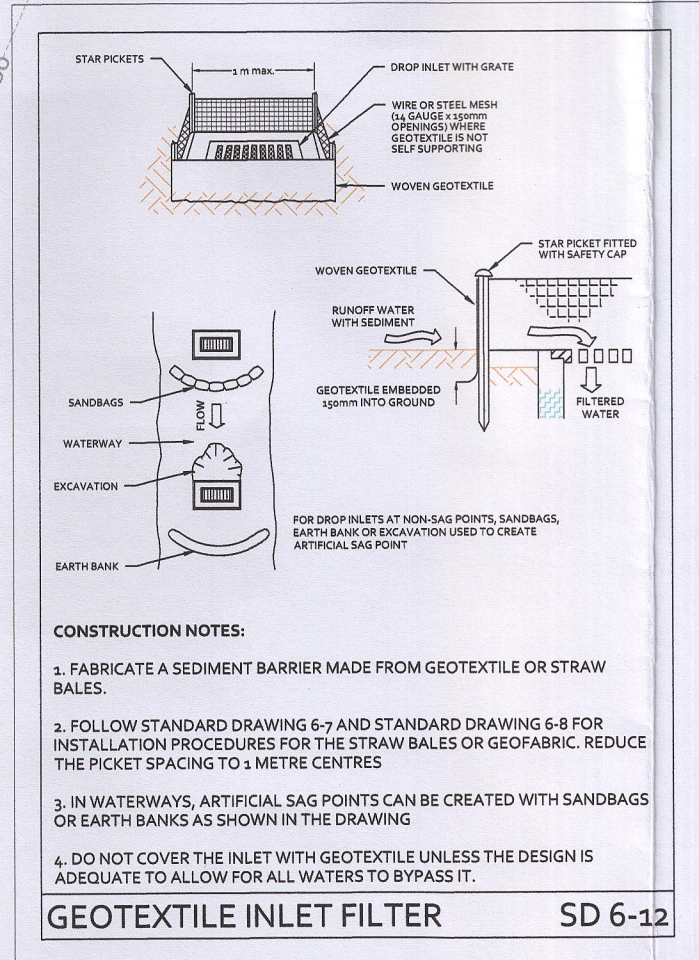 STAR PICKETS
1 m max.
DROP INLET WITH GRATE
WIRE OR STEEL MESH
(14 GAUGE x 150mm
OPENINGS) WHERE
GEOTEXTILE IS NOT
SELF SUPPORTING
WOVEN GEOTEXTILE
STAR PICKET FITTED
WITH SAFETY CAP
WOVEN GEOTEXTILE
RUNOFF WATER
WITH SEDIMENT
GEOTEXTILE EMBEDDED
150mm INTO GROUND
FILTERED
WATER
SANDBAGS
FLOW
WATERWAY
EXCAVATION
EARTH BANK
FOR DROP INLETS AT NON-SAG POINTS, SANDBAGS,
EARTH BANK OR EXCAVATION USED TO CREATE
ARTIFICIAL SAG POINT
CONSTRUCTION NOTES:
1. FABRICATE A SEDIMENT BARRIER MADE FROM GEOTEXTILE OR STRAW
BALES.
2. FOLLOW STANDARD DRAWING 6-7 AND STANDARD DRAWING 6-8 FOR
INSTALLATION PROCEDURES FOR THE STRAW BALES OR GEOFABRIC. REDUCE
THE PICKET SPACING TO 1 METRE CENTRES
3. IN WATERWAYS, ARTIFICIAL SAG POINTS CAN BE CREATED WITH SANDBAGS
OR EARTH BANKS AS SHOWN IN THE DRAWING
4. DO NOT COVER THE INLET WITH GEOTEXTILE UNLESS THE DESIGN IS
ADEQUATE TO ALLOW FOR ALL WATERS TO BYPASS IT.
GEOTEXTILE INLET FILTER SD 6-12